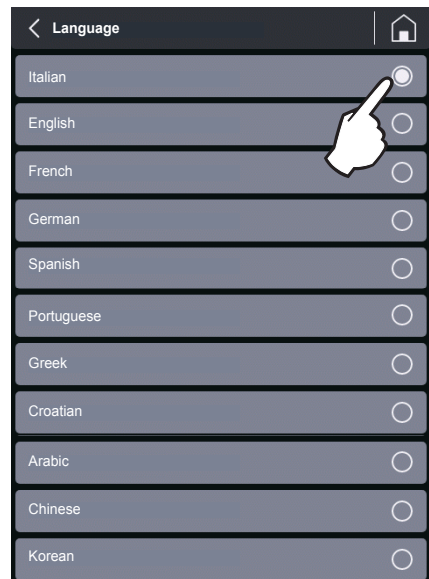 Language
Italian
English
French
German
Spanish
Portuguese
Greek
Croatian
Arabic
Chinese
Korean